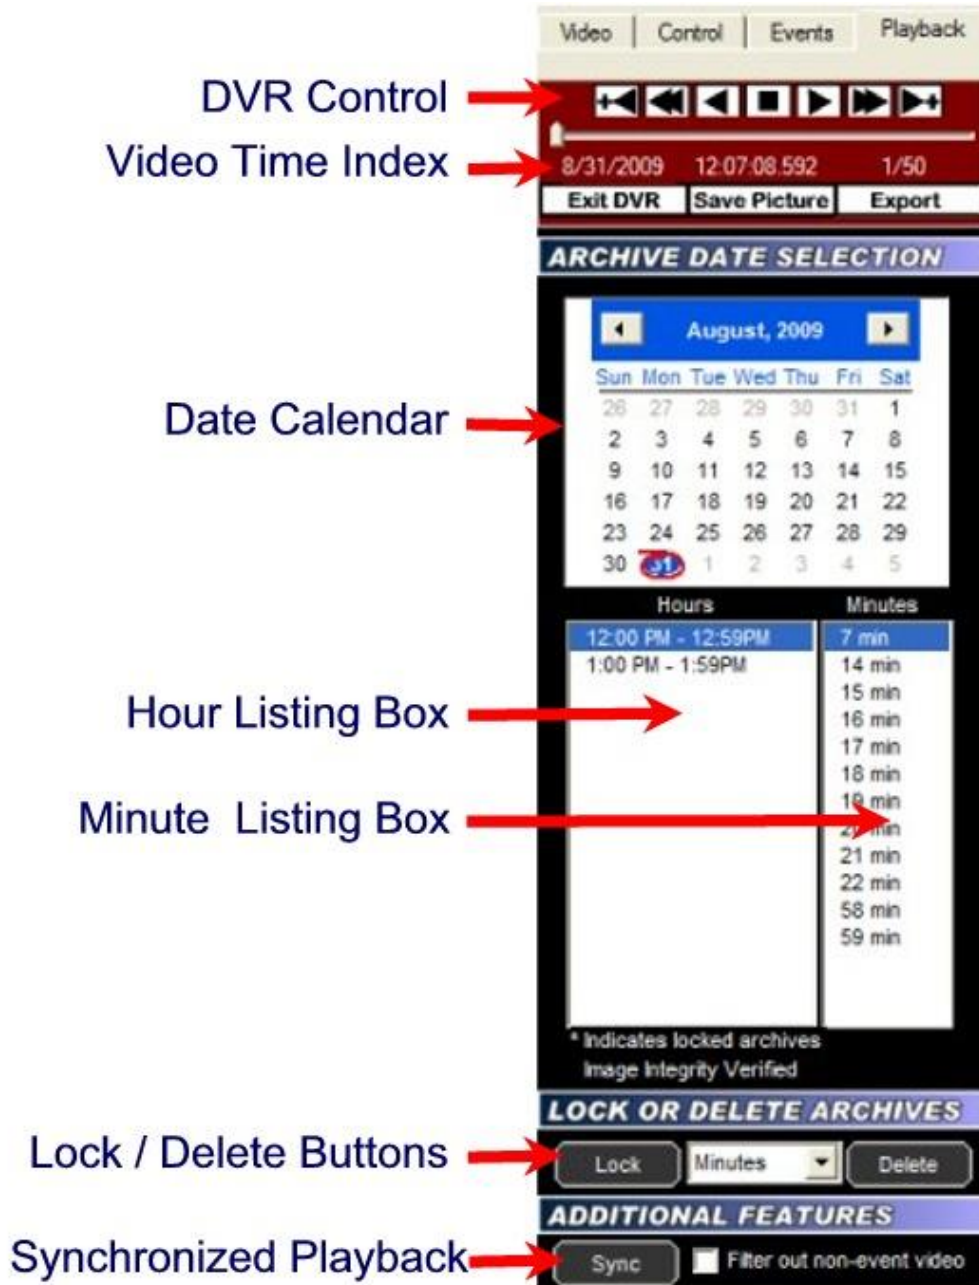 Video Control Events Playback
DVR Control
Video Time Index
8/31/2009 12:07:08.592 1/50
Exit DVR Save Picture Export
ARCHIVE DATE SELECTION
August, 2009
Sun Mon Tue Wed Thu Fri Sat
26 27 28 29 30 31 1
Date Calendar
2 3 4 5 6 7 8
9 10 11 12 13 14 15
16 17 18 19 20 21 22
23 24 25 26 27 28 29
30 31 1 2 3 4 5
Hours Minutes
12:00 PM - 12:59PM 7 min
1:00 PM - 1:59PM 14 min
15 min
Hour Listing Box
16 min
17 min
18 min
19 min
Minute Listing Box
20 min
21 min
22 min
58 min
59 min
* Indicates locked archives
Image Integrity Verified
LOCK OR DELETE ARCHIVES
Lock / Delete Buttons
Lock Minutes Delete
ADDITIONAL FEATURES
Synchronized Playback
Sync Filter out non-event video